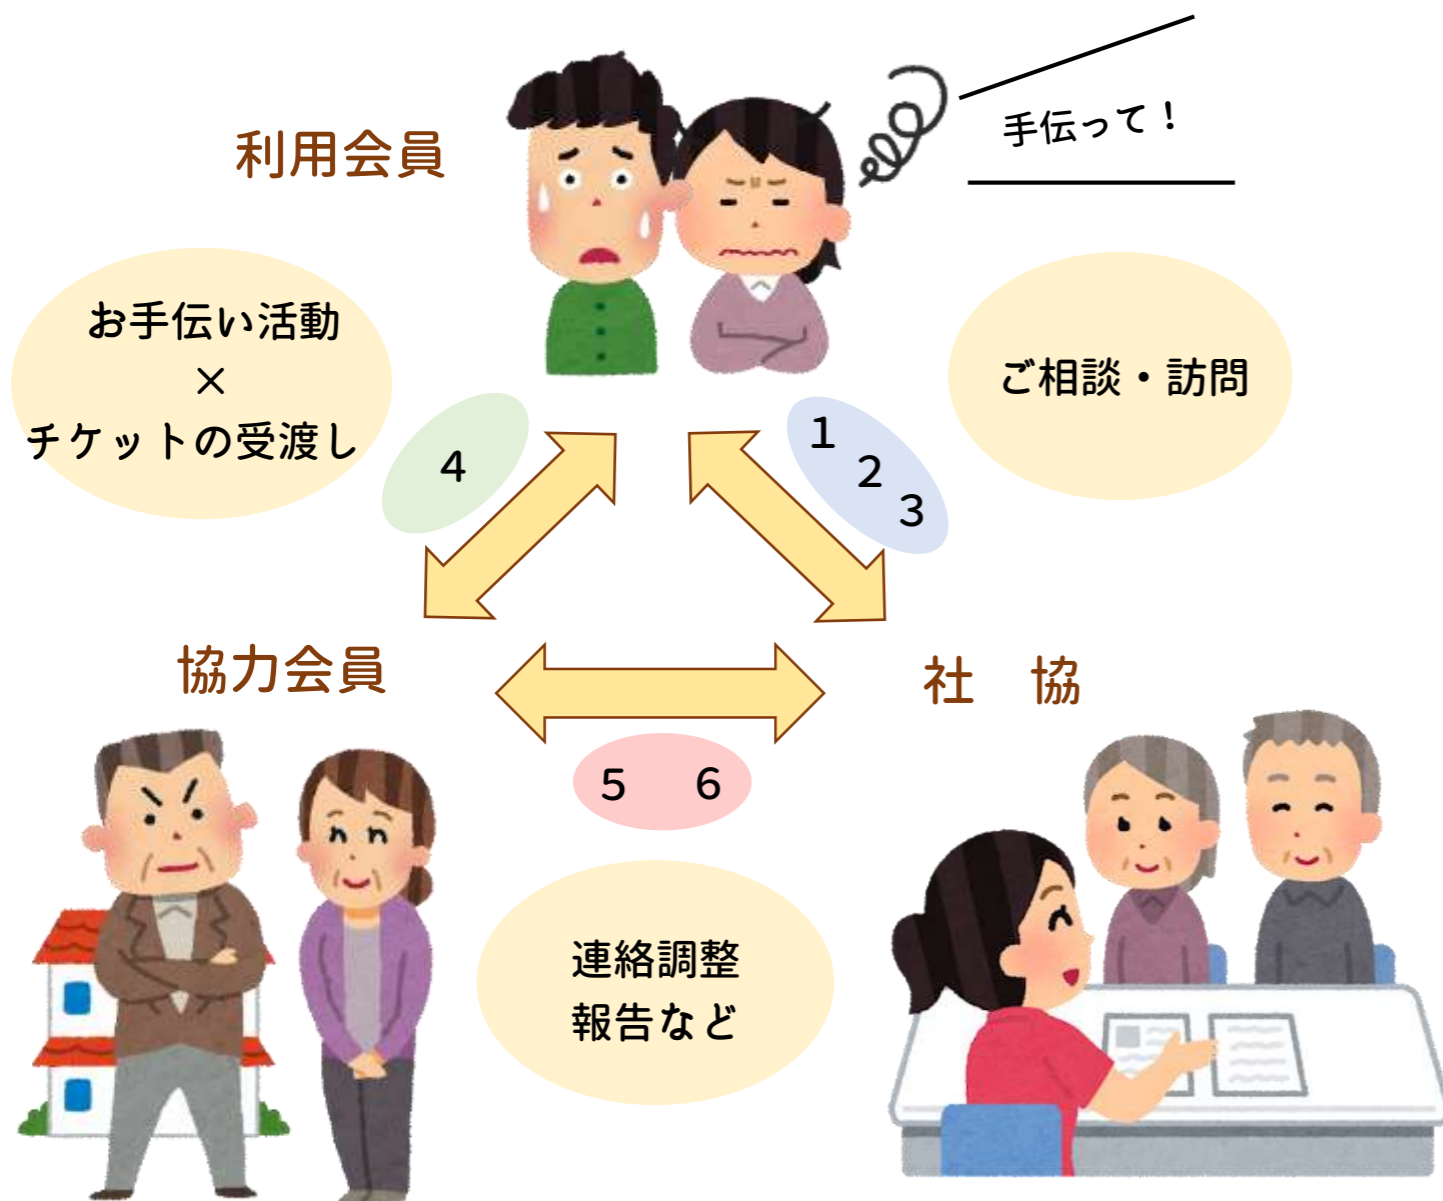 手伝って！
利用会員
お手伝い活動
×
チケットの受渡し
ご相談・訪問
4
1
2
3
協力会員
社　協
5　6
連絡調整
報告など